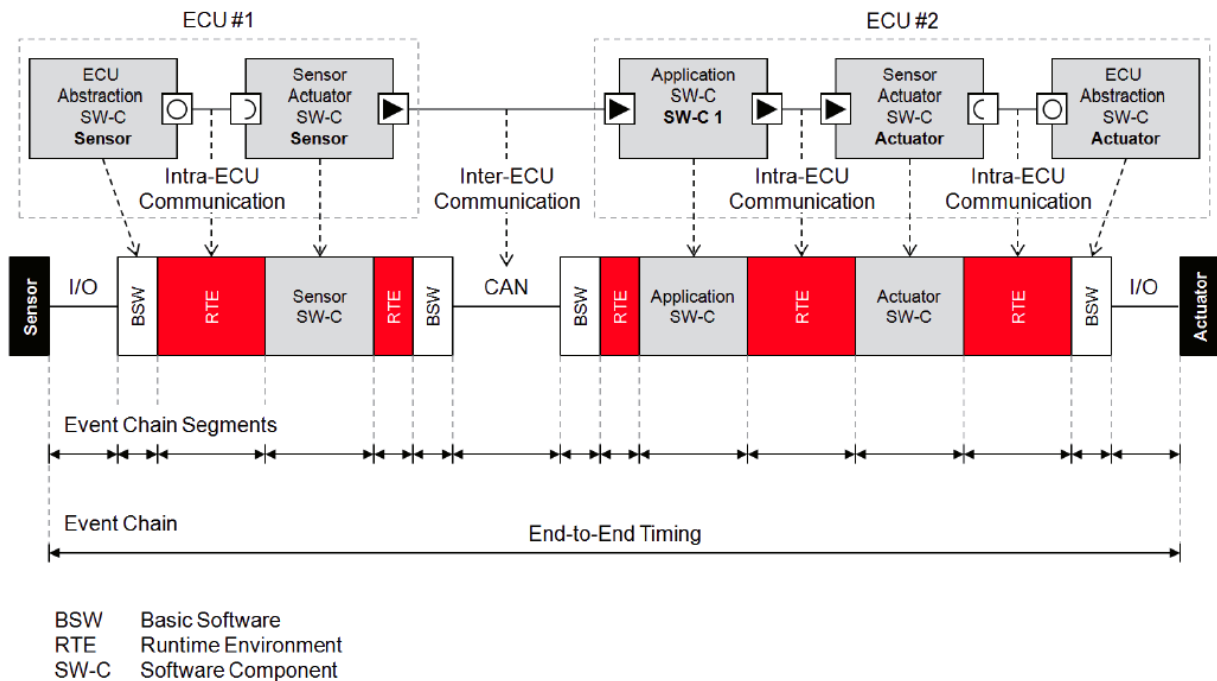 ECU #1
ECU #2
ECU
Abstraction
SW-C
Sensor
Sensor
Actuator
SW-C
Sensor
Application
SW-C
SW-C 1
Sensor
Actuator
SW-C
Actuator
ECU
Abstraction
SW-C
Actuator
Intra-ECU
Communication
Inter-ECU
Communication
Intra-ECU
Communication
Intra-ECU
Communication
Sensor
I/O
BSW
RTE
Sensor
SW-C
RTE
BSW
CAN
BSW
RTE
Application
SW-C
RTE
Actuator
SW-C
RTE
BSW
I/O
Actuator
Event Chain Segments
Event Chain
End-to-End Timing
BSW Basic Software
RTE Runtime Environment
SW-C Software Component